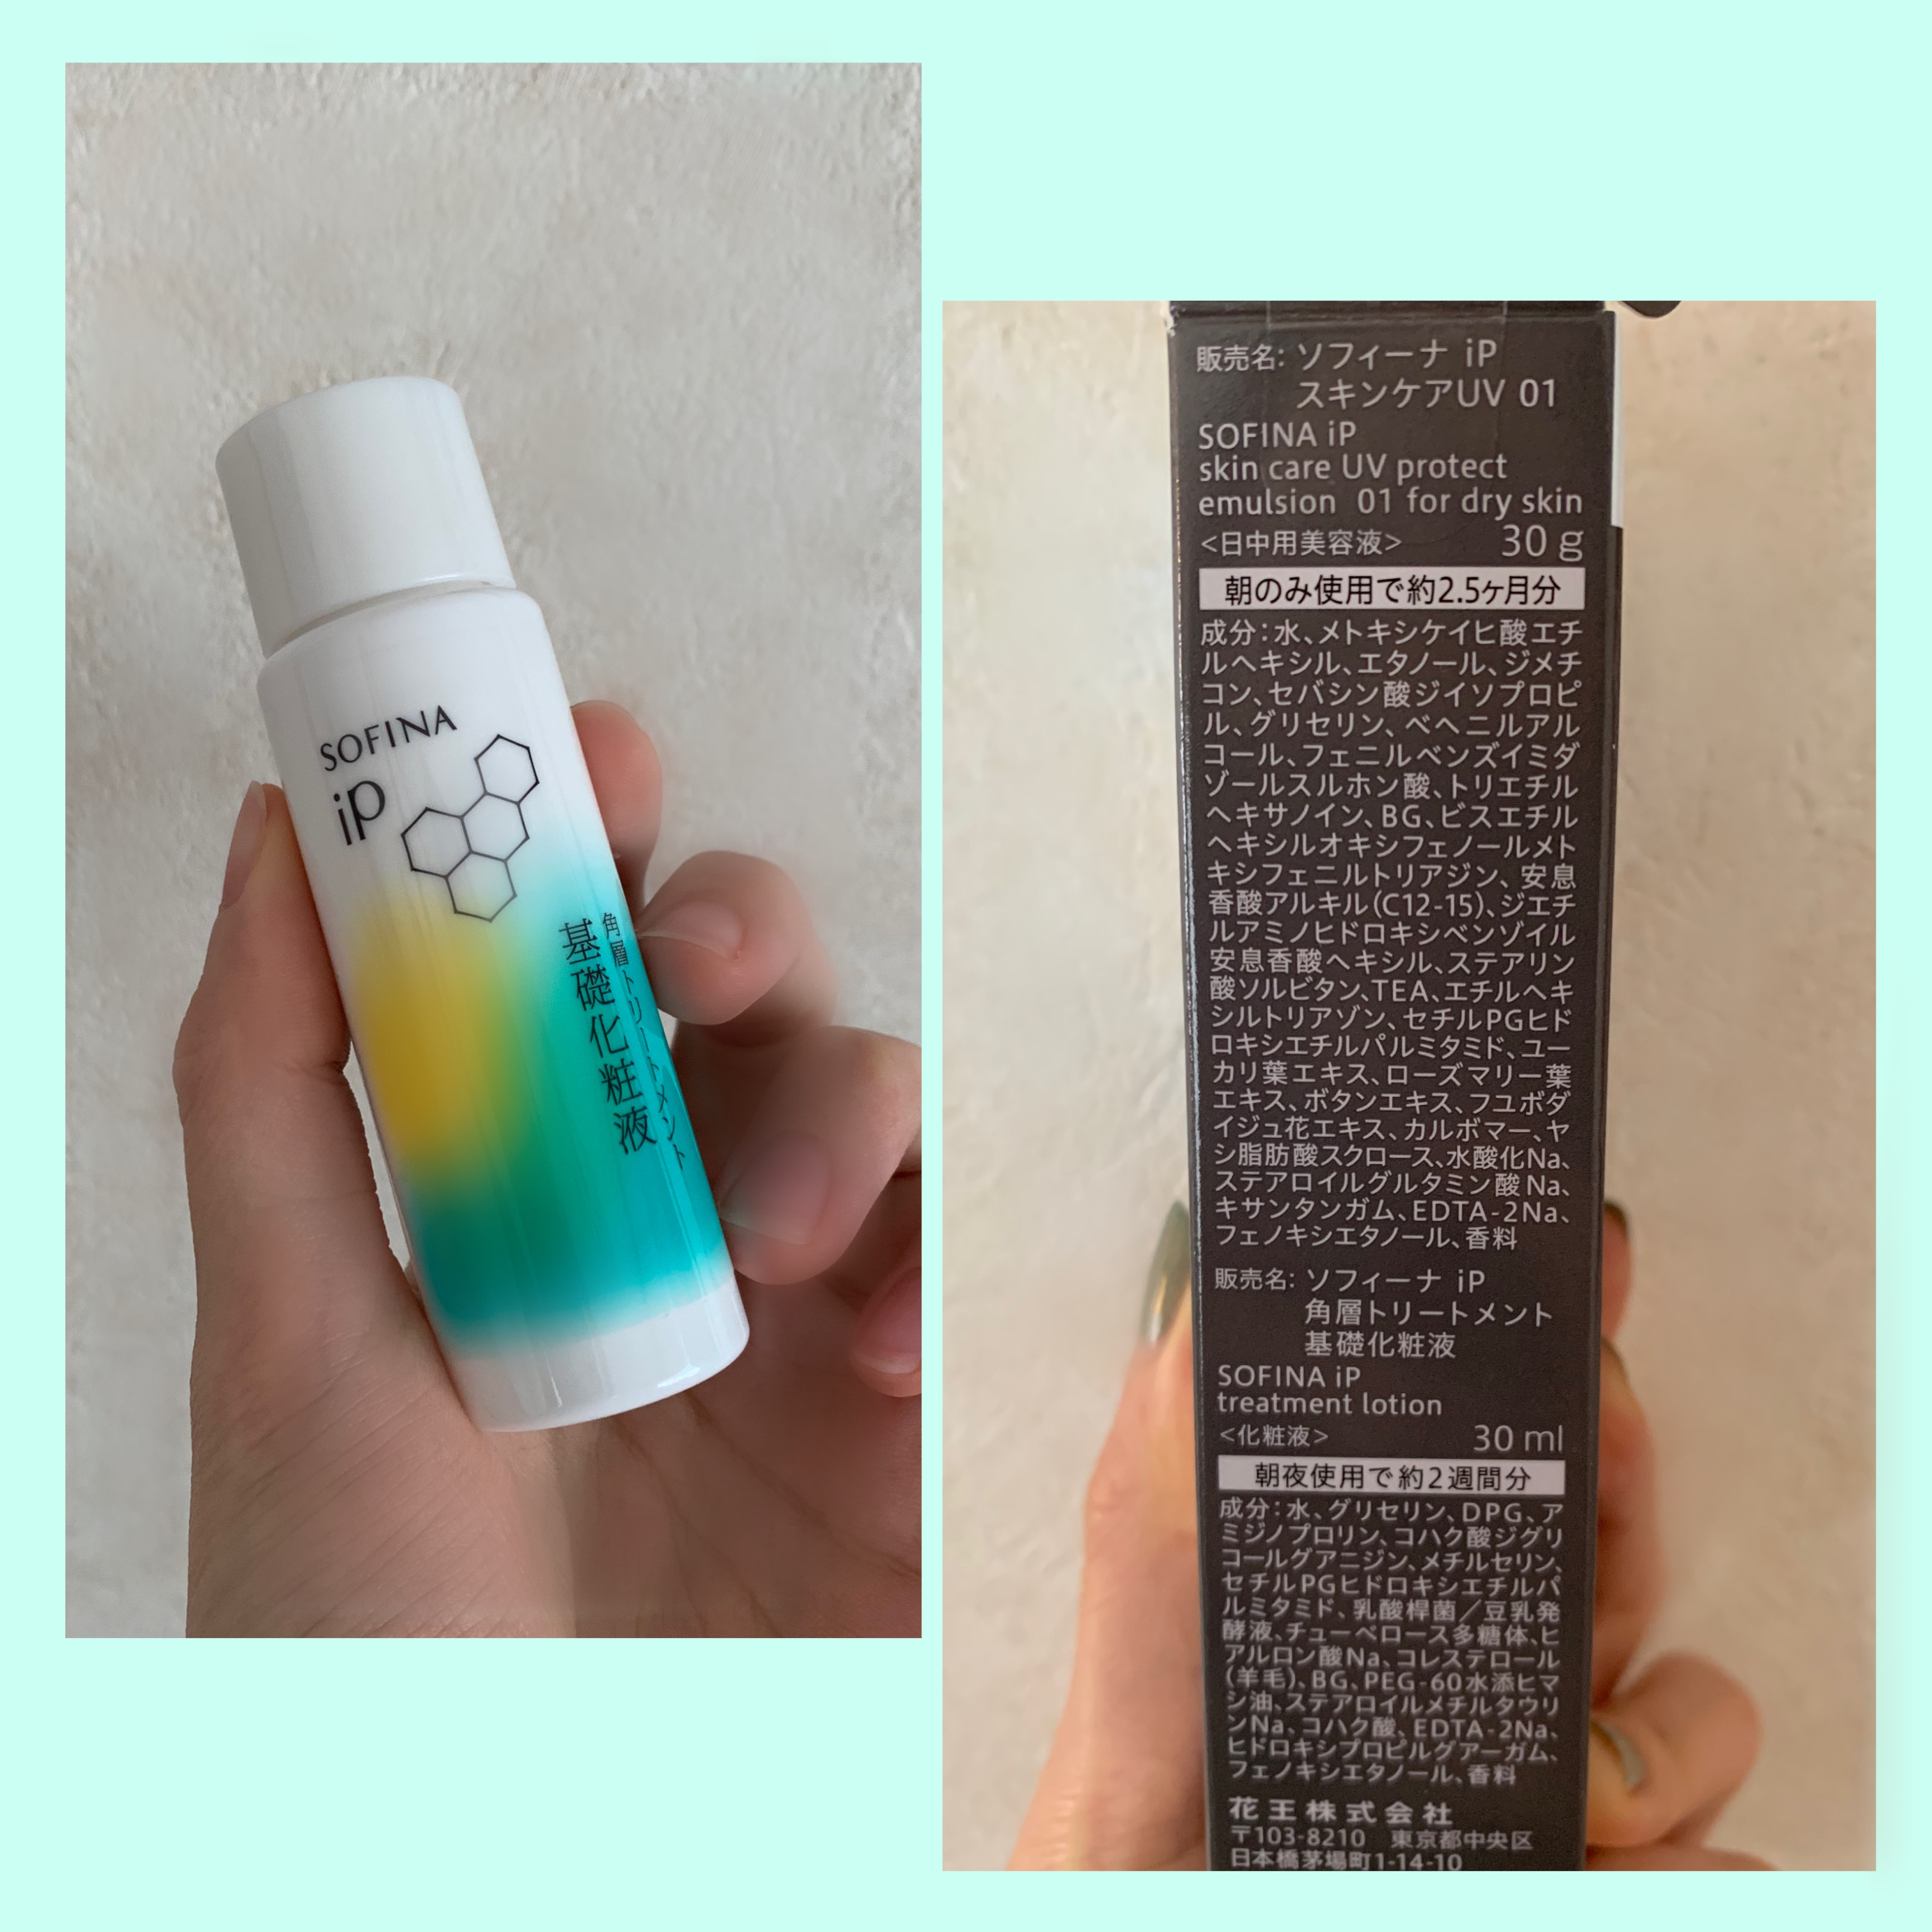 SOFINA
iP
角層トリートメント
基礎化粧液
販売名: ソフィーナ iP
スキンケアUV 01
SOFINA iP
skin care UV protect
emulsion 01 for dry skin
<日中用美容液> 30 g
朝のみ使用で約2.5ヶ月分
成分:水、メトキシケイヒ酸エチ
ルヘキシル、エタノール、ジメチ
コン、セバシン酸ジイソプロピ
ル、グリセリン、ベヘニルアル
コール、フェニルベンズイミダ
ゾールスルホン酸、トリエチル
ヘキサノイン、BG、ビスエチル
ヘキシルオキシフェノールメト
キシフェニルトリアジン、安息
香酸アルキル(C12-15)、ジエチ
ルアミノヒドロキシベンゾイル
安息香酸ヘキシル、ステアリン
酸ソルビタン、TEA、エチルヘキ
シルトリアゾン、セチルPGヒド
ロキシエチルパルミタミド、ユー
カリ葉エキス、ローズマリー葉
エキス、ボタンエキス、フユボダ
イジュ花エキス、カルボマー、ヤ
シ脂肪酸スクロース、水酸化Na、
ステアロイルグルタミン酸Na、
キサンタンガム、EDTA-2Na、
フェノキシエタノール、香料
販売名: ソフィーナ iP
角層トリートメント
基礎化粧液
SOFINA iP
treatment lotion
<化粧液> 30 ml
朝夜使用で約2週間分
成分:水、グリセリン、DPG、ア
ミジノプロリン、コハク酸ジグリ
コールグアニジン、メチルセリン、
セチルPGヒドロキシエチルパ
ルミタミド、乳酸桿菌／豆乳発
酵液、チューベロース多糖体、ヒ
アルロン酸Na、コレステロール
(羊毛)、BG、PEG-60水添ヒマ
シ油、ステアロイルメチルタウリ
ンNa、コハク酸、EDTA-2Na、
ヒドロキシプロピルグアーガム、
フェノキシエタノール、香料
花王株式会社
〒103-8210 東京都中央区
日本橋茅場町1-14-10